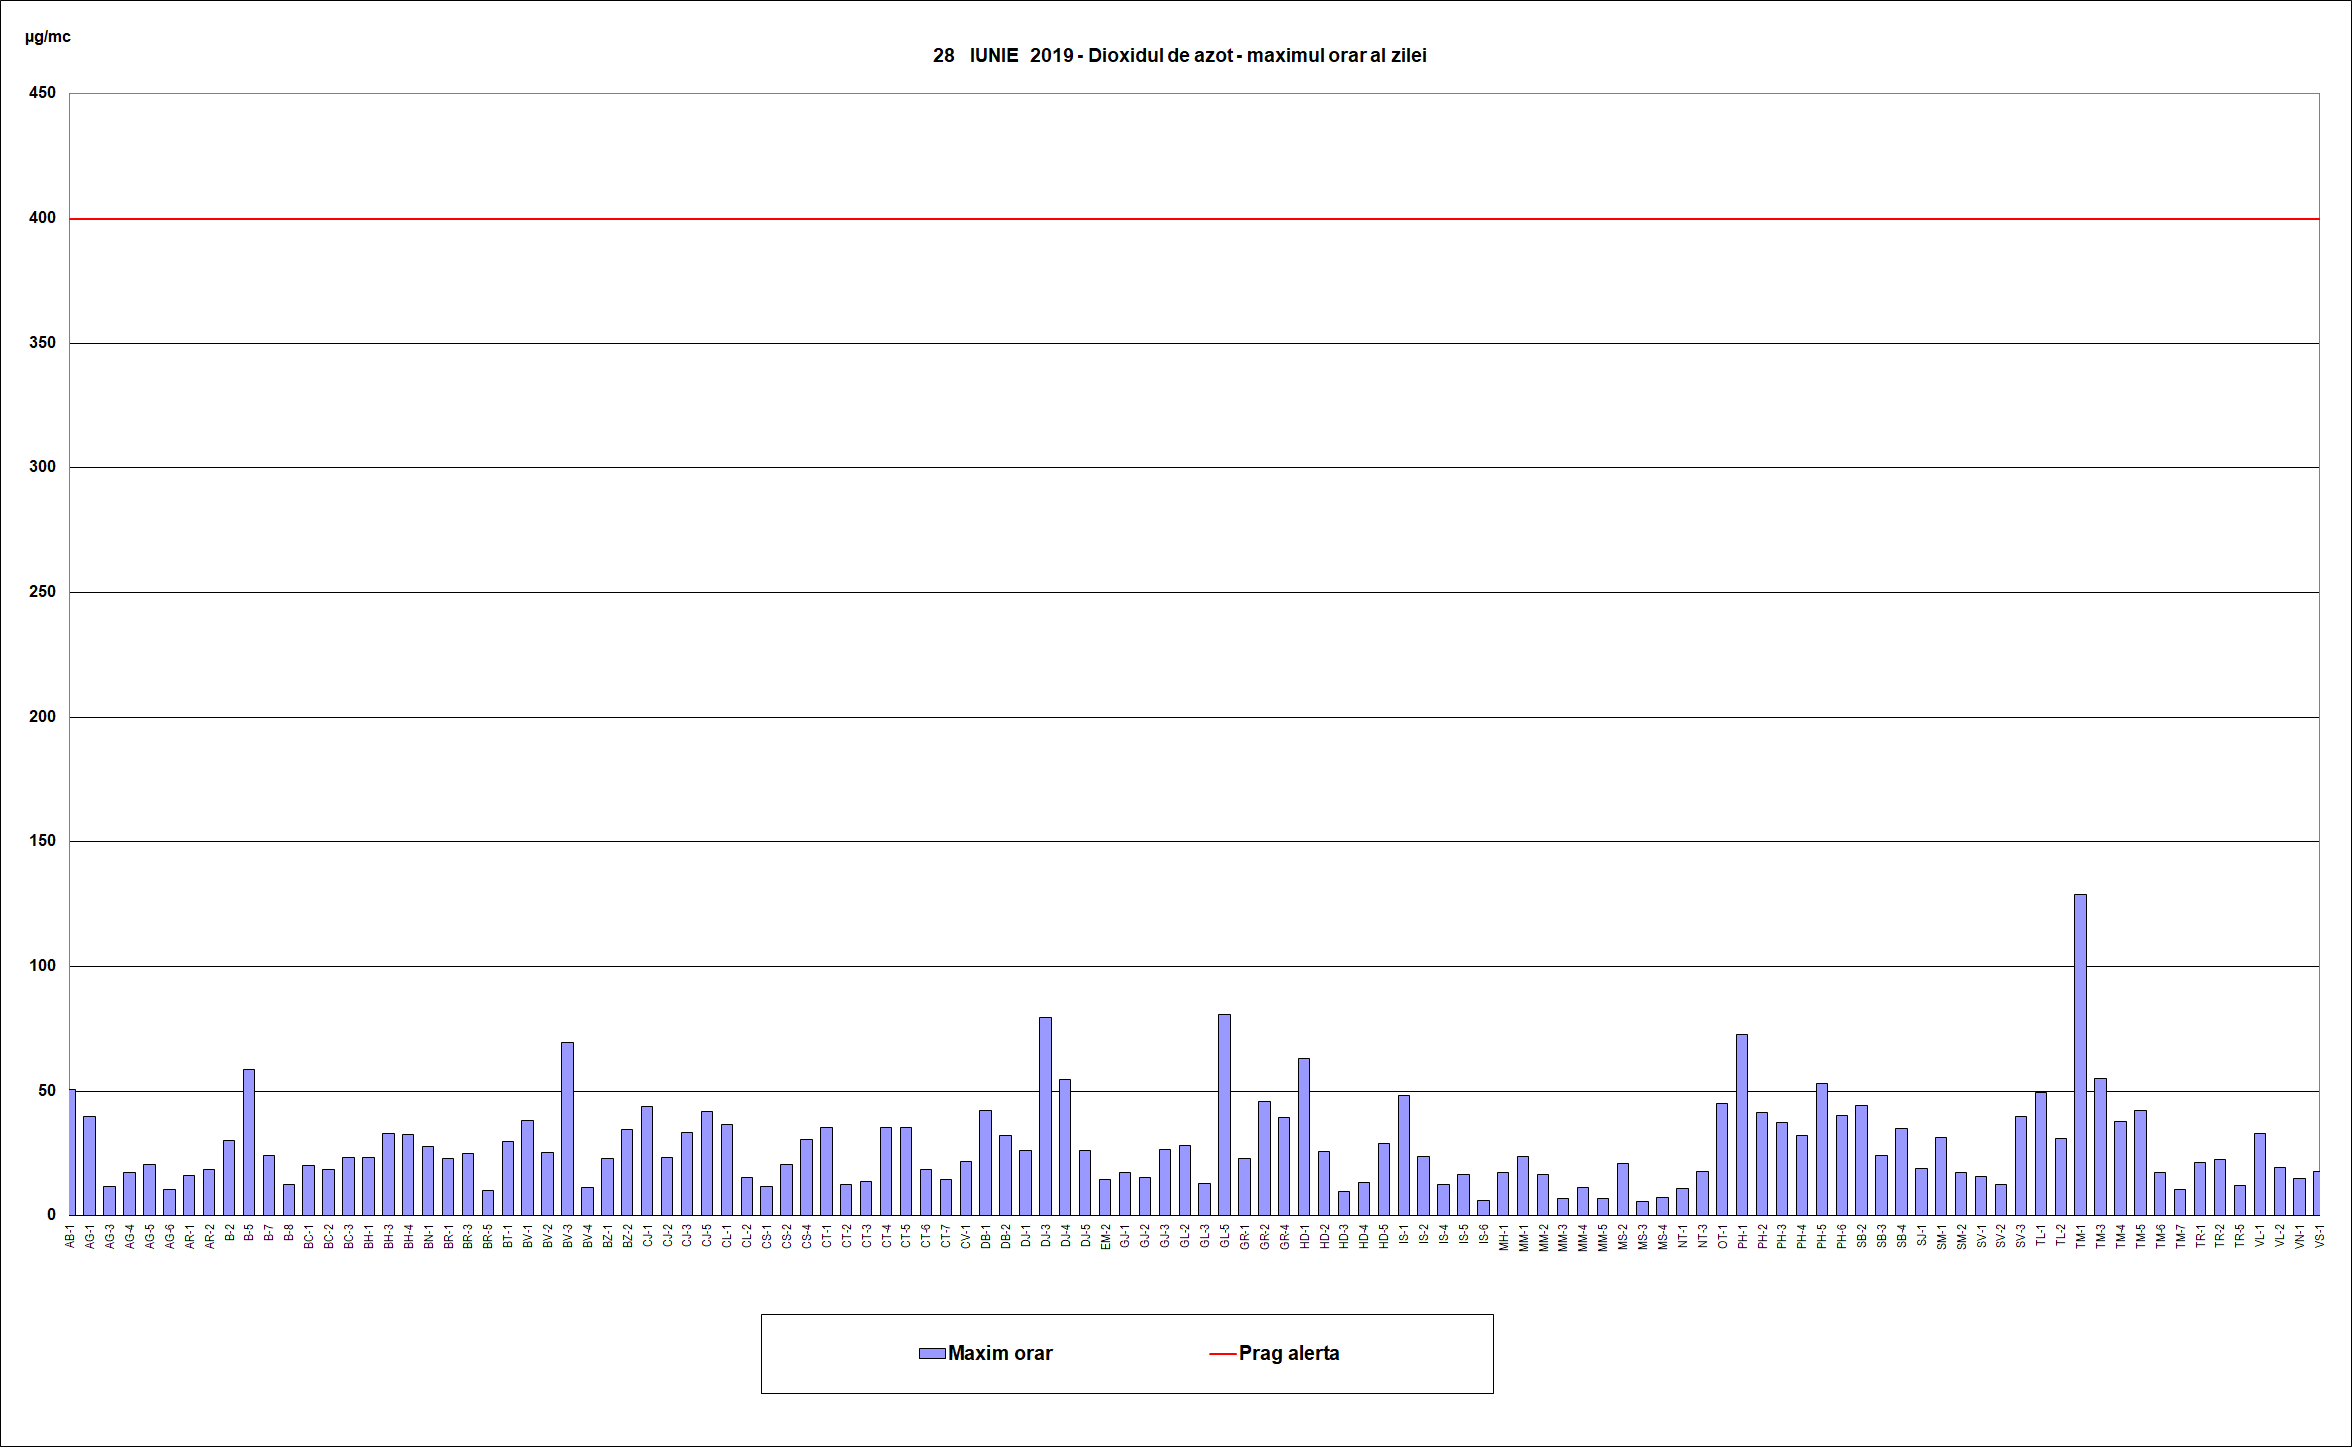 µg/mc
28 IUNIE 2019 - Dioxidul de azot - maximul orar al zilei
450
400
350
300
250
200
150
100
50
0
AB-1 AG-1 AG-3 AG-4 AG-5 AG-6 AR-1 AR-2 B-2 B-5 B-7 B-8 BC-1 BC-2 BC-3 BH-1 BH-3 BH-4 BN-1 BR-1 BR-3 BR-5 BT-1 BV-1 BV-2 BV-3 BV-4 BZ-1 BZ-2 CJ-1 CJ-2 CJ-3 CJ-5 CL-1 CL-2 CS-1 CS-2 CS-4 CT-1 CT-2 CT-3 CT-4 CT-5 CT-6 CT-7 CV-1 DB-1 DB-2 DJ-1 DJ-3 DJ-4 DJ-5 EM-2 GJ-1 GJ-2 GJ-3 GL-2 GL-3 GL-5 GR-1 GR-2 GR-4 HD-1 HD-2 HD-3 HD-4 HD-5 IS-1 IS-2 IS-4 IS-5 IS-6 MH-1 MM-1 MM-2 MM-3 MM-4 MM-5 MS-2 MS-3 MS-4 NT-1 NT-3 OT-1 PH-1 PH-2 PH-3 PH-4 PH-5 PH-6 SB-2 SB-3 SB-4 SJ-1 SM-1 SM-2 SV-1 SV-2 SV-3 TL-1 TL-2 TM-1 TM-3 TM-4 TM-5 TM-6 TM-7 TR-1 TR-2 TR-5 VL-1 VL-2 VN-1 VS-1
Maxim orar Prag alerta